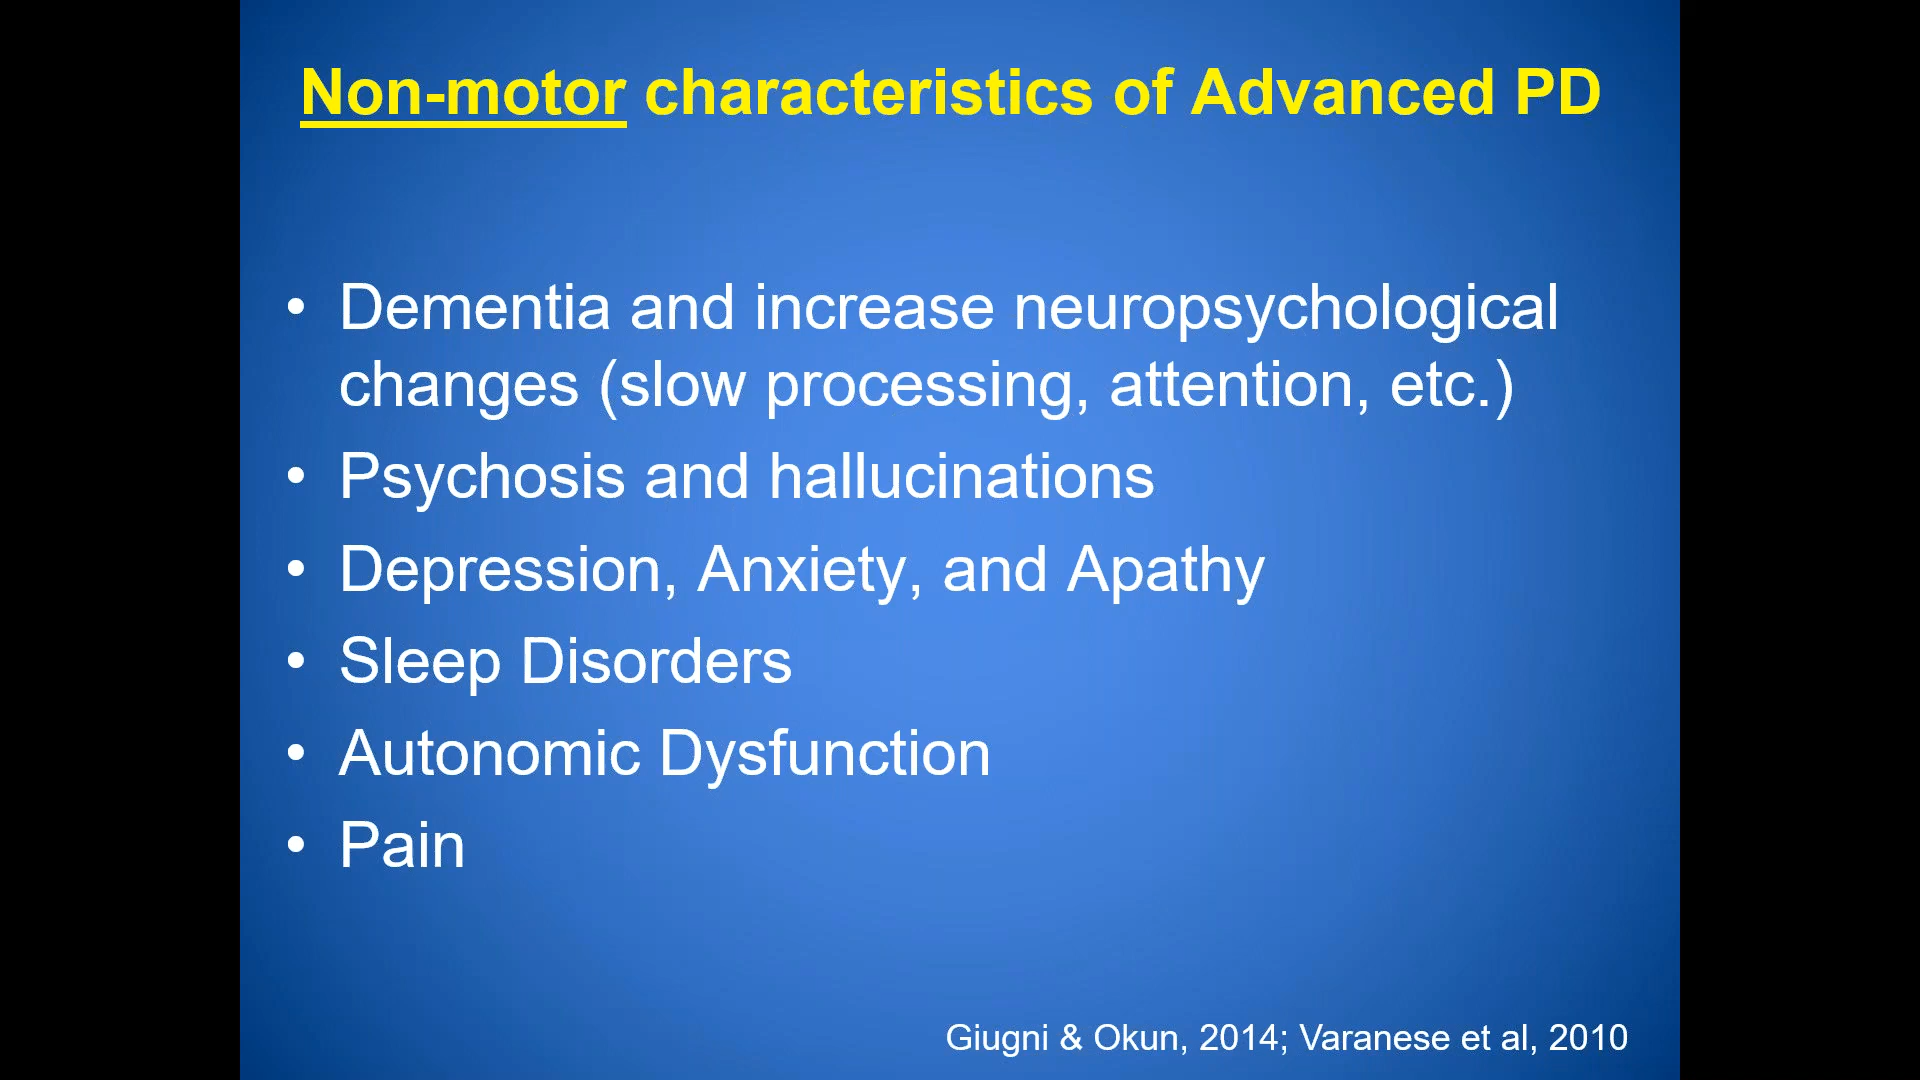 Non-motor characteristics of Advanced PD
• Dementia and increase neuropsychological
changes (slow processing, attention, etc.)
• Psychosis and hallucinations
• Depression, Anxiety, and Apathy
• Sleep Disorders
• Autonomic Dysfunction
• Pain
Giugni & Okun, 2014; Varanese et al, 2010